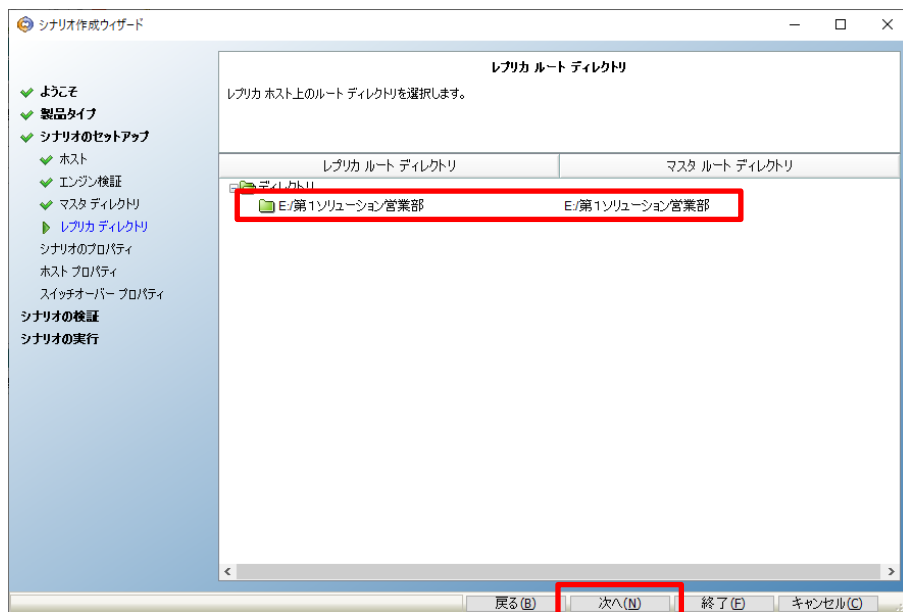 シナリオ作成ウィザード
ようこそ
製品タイプ
シナリオのセットアップ
ホスト
エンジン検証
マスタ ディレクトリ
レプリカ ディレクトリ
シナリオのプロパティ
ホスト プロパティ
スイッチオーバー プロパティ
シナリオの検証
シナリオの実行
レプリカ ルート ディレクトリ
レプリカ ホスト上のルート ディレクトリを選択します。
レプリカ ルート ディレクトリ マスタ ルート ディレクトリ
ディレクトリ
E:/第1ソリューション営業部 E:/第1ソリューション営業部
戻る(B) 次へ(N) 終了(F) キャンセル(C)